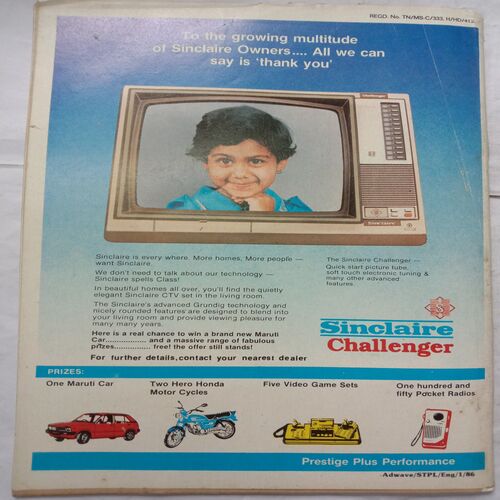 REGD. No. TN/MS-C/333. H/HD/412
To the growing multitude
of Sinclaire Owners.... All we can
say is 'thank you'
Challenger
Sinclaire
Sinclaire is every where. More homes, More people —
want Sinclaire.
We don't need to talk about our technology —
Sinclaire spells Class!
In beautiful homes all over, you'll find the quietly
elegant Sinclaire CTV set in the living room.
The Sinclaire's advanced Grundig technology and
nicely rounded features are designed to blend into
your living room and provide viewing pleasure for
many many years.
Here is a real chance to win a brand new Maruti
Car.................. and a massive range of fabulous
prizes............... free! the offer still stands!
For further details,contact your nearest dealer
The Sinclaire Challenger —
Quick start picture tube,
soft touch electronic tuning &
many other advanced
features.
Sinclaire
Challenger
PRIZES:
One Maruti Car
Two Hero Honda
Motor Cycles
Five Video Game Sets
One hundred and
fifty Pocket Radios
Prestige Plus Performance
Adwave/STPL/Eng/1/86